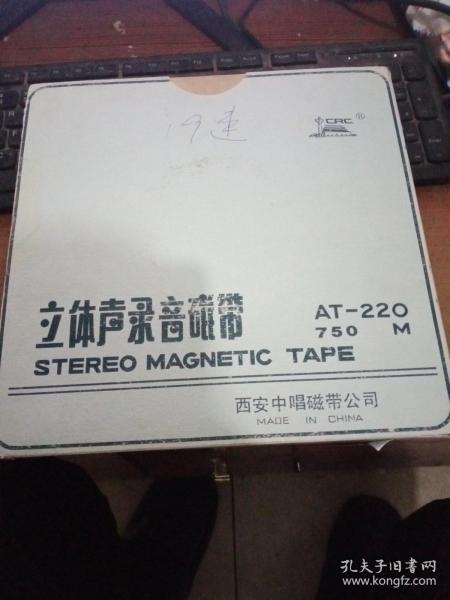 19速
CRC ®
立体声录音磁带
AT-220
750 M
STEREO MAGNETIC TAPE
西安中唱磁带公司
MADE IN CHINA
孔夫子旧书网
www.kongfz.com